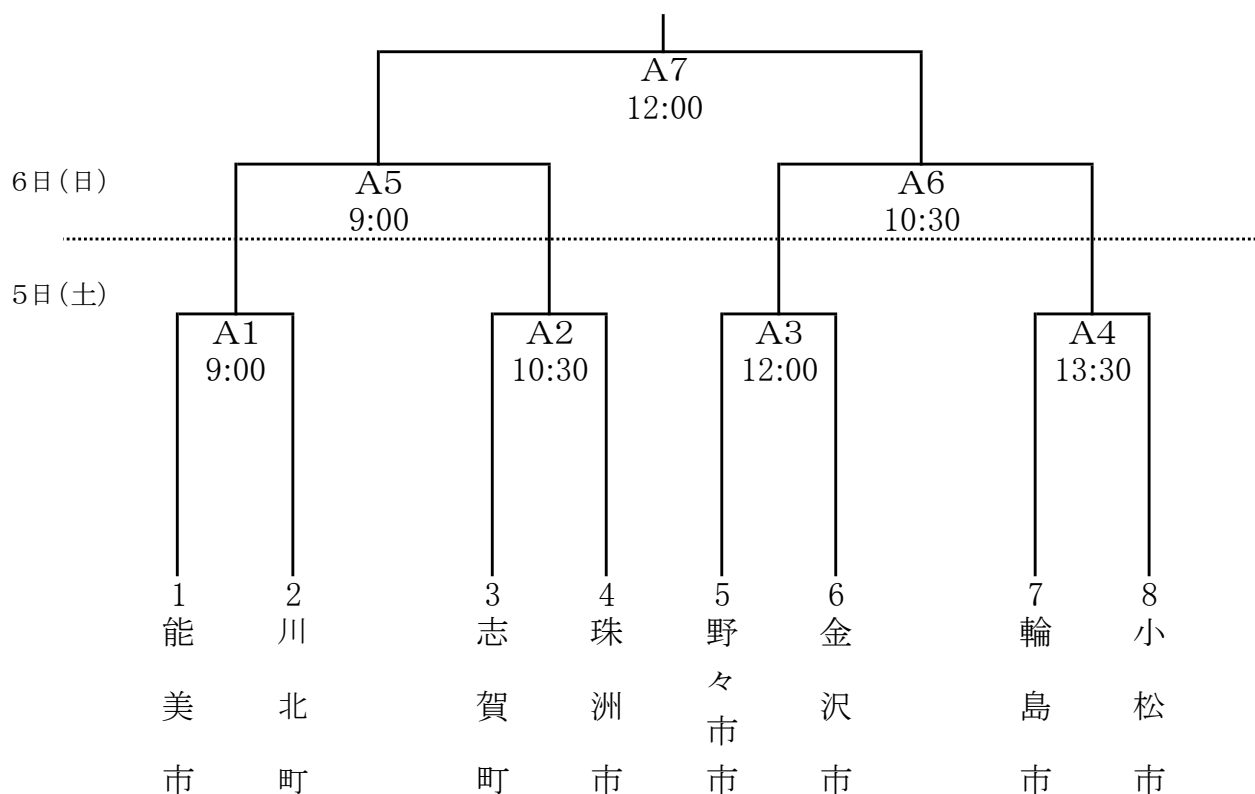 A7
12:00
6日(日)
A5
9:00
A6
10:30
5日(土)
A1
9:00
A2
10:30
A3
12:00
A4
13:30
1
能美市
2
川北町
3
志賀町
4
珠洲市
5
野々市市
6
金沢市
7
輪島市
8
小松市